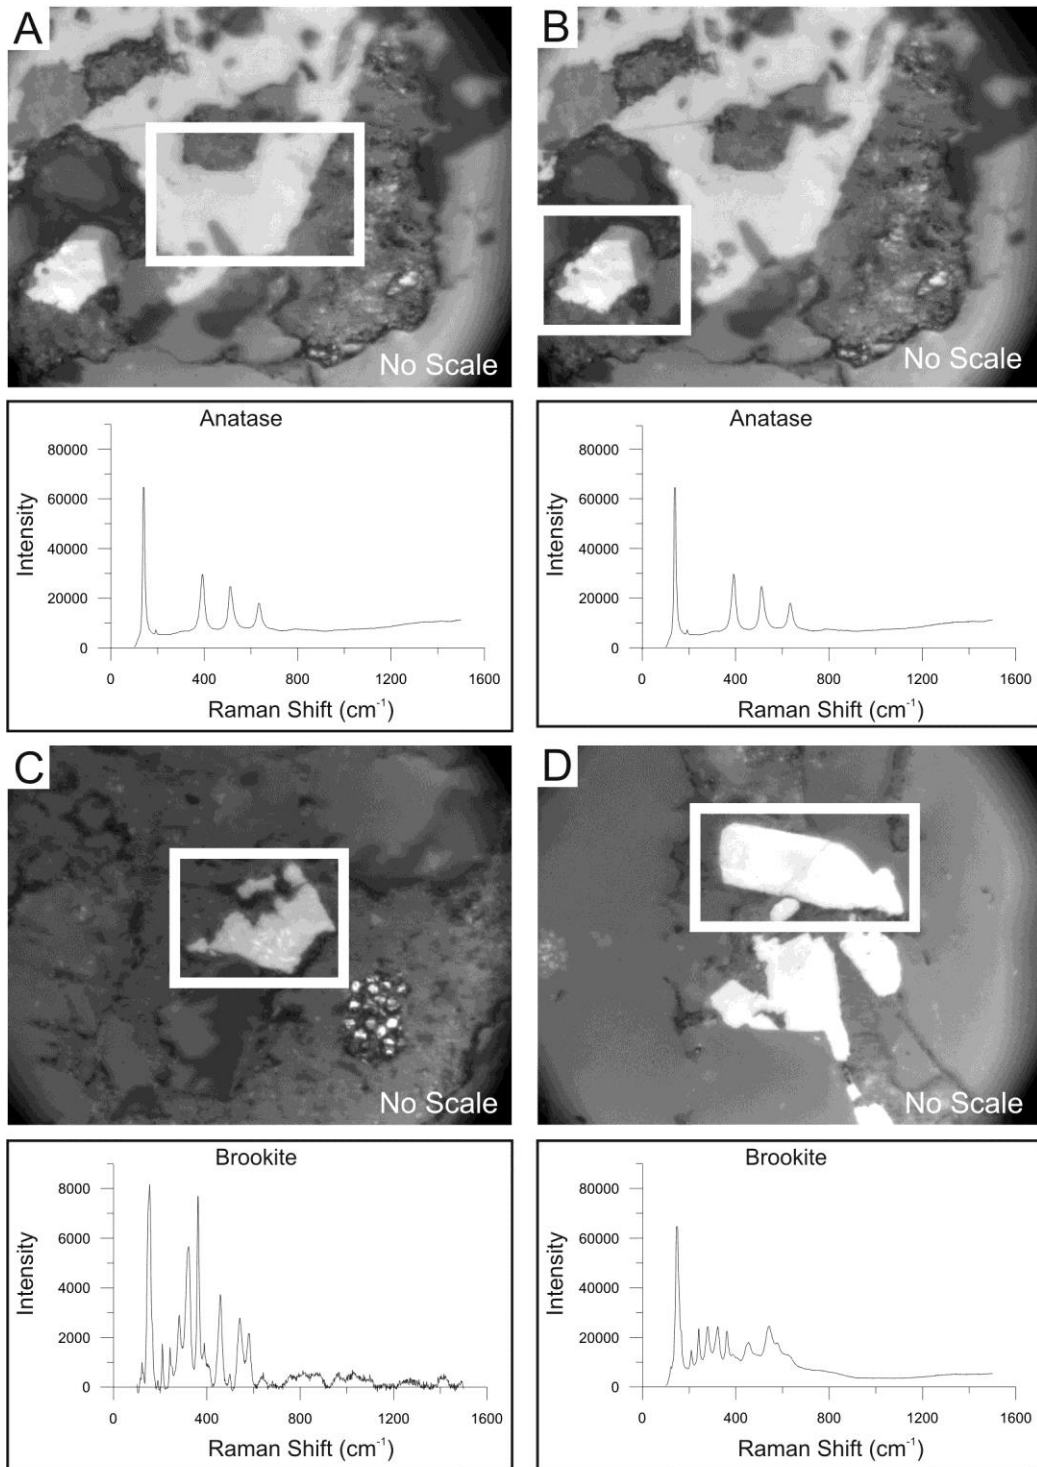 A
B
No Scale
No Scale
Anatase
Anatase
80000
60000
40000
20000
0
Intensity
0
400
800
1200
1600
Raman Shift (cm⁻¹)
80000
60000
40000
20000
0
Intensity
0
400
800
1200
1600
Raman Shift (cm⁻¹)
C
D
No Scale
No Scale
Brookite
Brookite
8000
6000
4000
2000
0
Intensity
0
400
800
1200
1600
Raman Shift (cm⁻¹)
80000
60000
40000
20000
0
Intensity
0
400
800
1200
1600
Raman Shift (cm⁻¹)